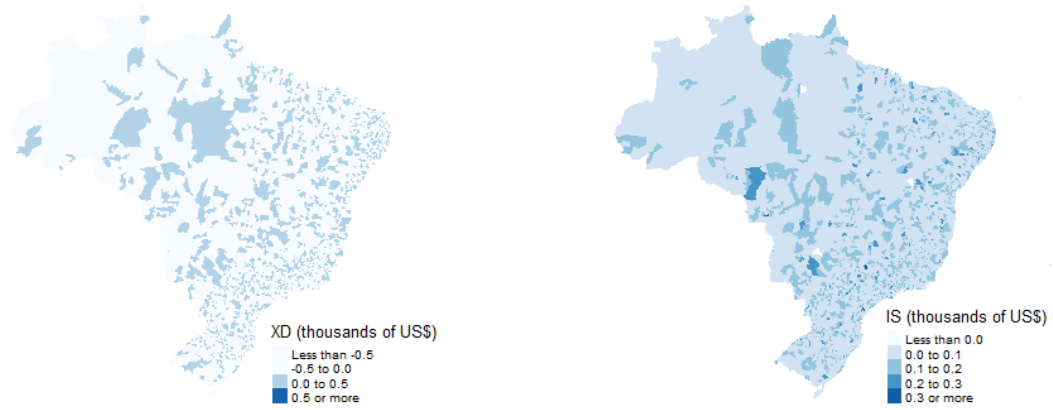 XD (thousands of US$)
Less than -0.5
-0.5 to 0.0
0.0 to 0.5
0.5 or more
IS (thousands of US$)
Less than 0.0
0.0 to 0.1
0.1 to 0.2
0.2 to 0.3
0.3 or more